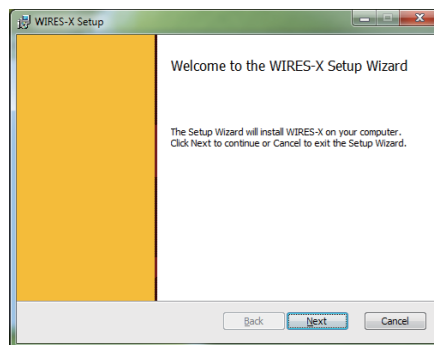 WIRES-X Setup
Welcome to the WIRES-X Setup Wizard
The Setup Wizard will install WIRES-X on your computer.
Click Next to continue or Cancel to exit the Setup Wizard.
Back
Next
Cancel